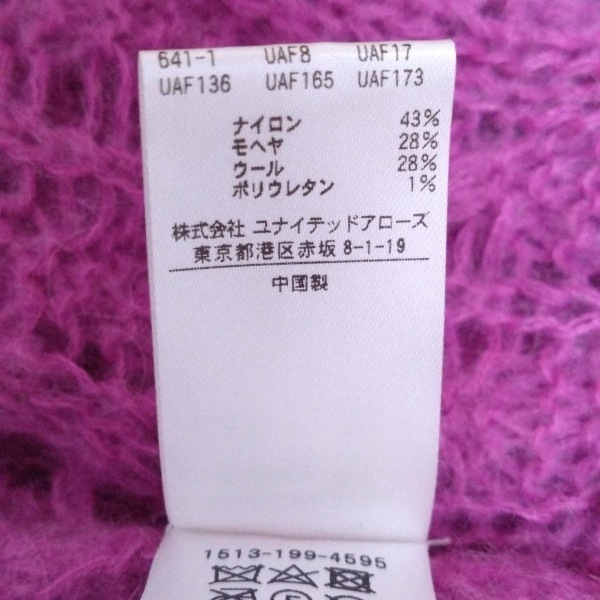 641-1 UAF8 UAF17
UAF136 UAF165 UAF173
ナイロン 43%
モヘヤ 28%
ウール 28%
ポリウレタン 1%
株式会社 ユナイテッドアローズ
東京都港区赤坂 8-1-19
中国製
1513-199-4595